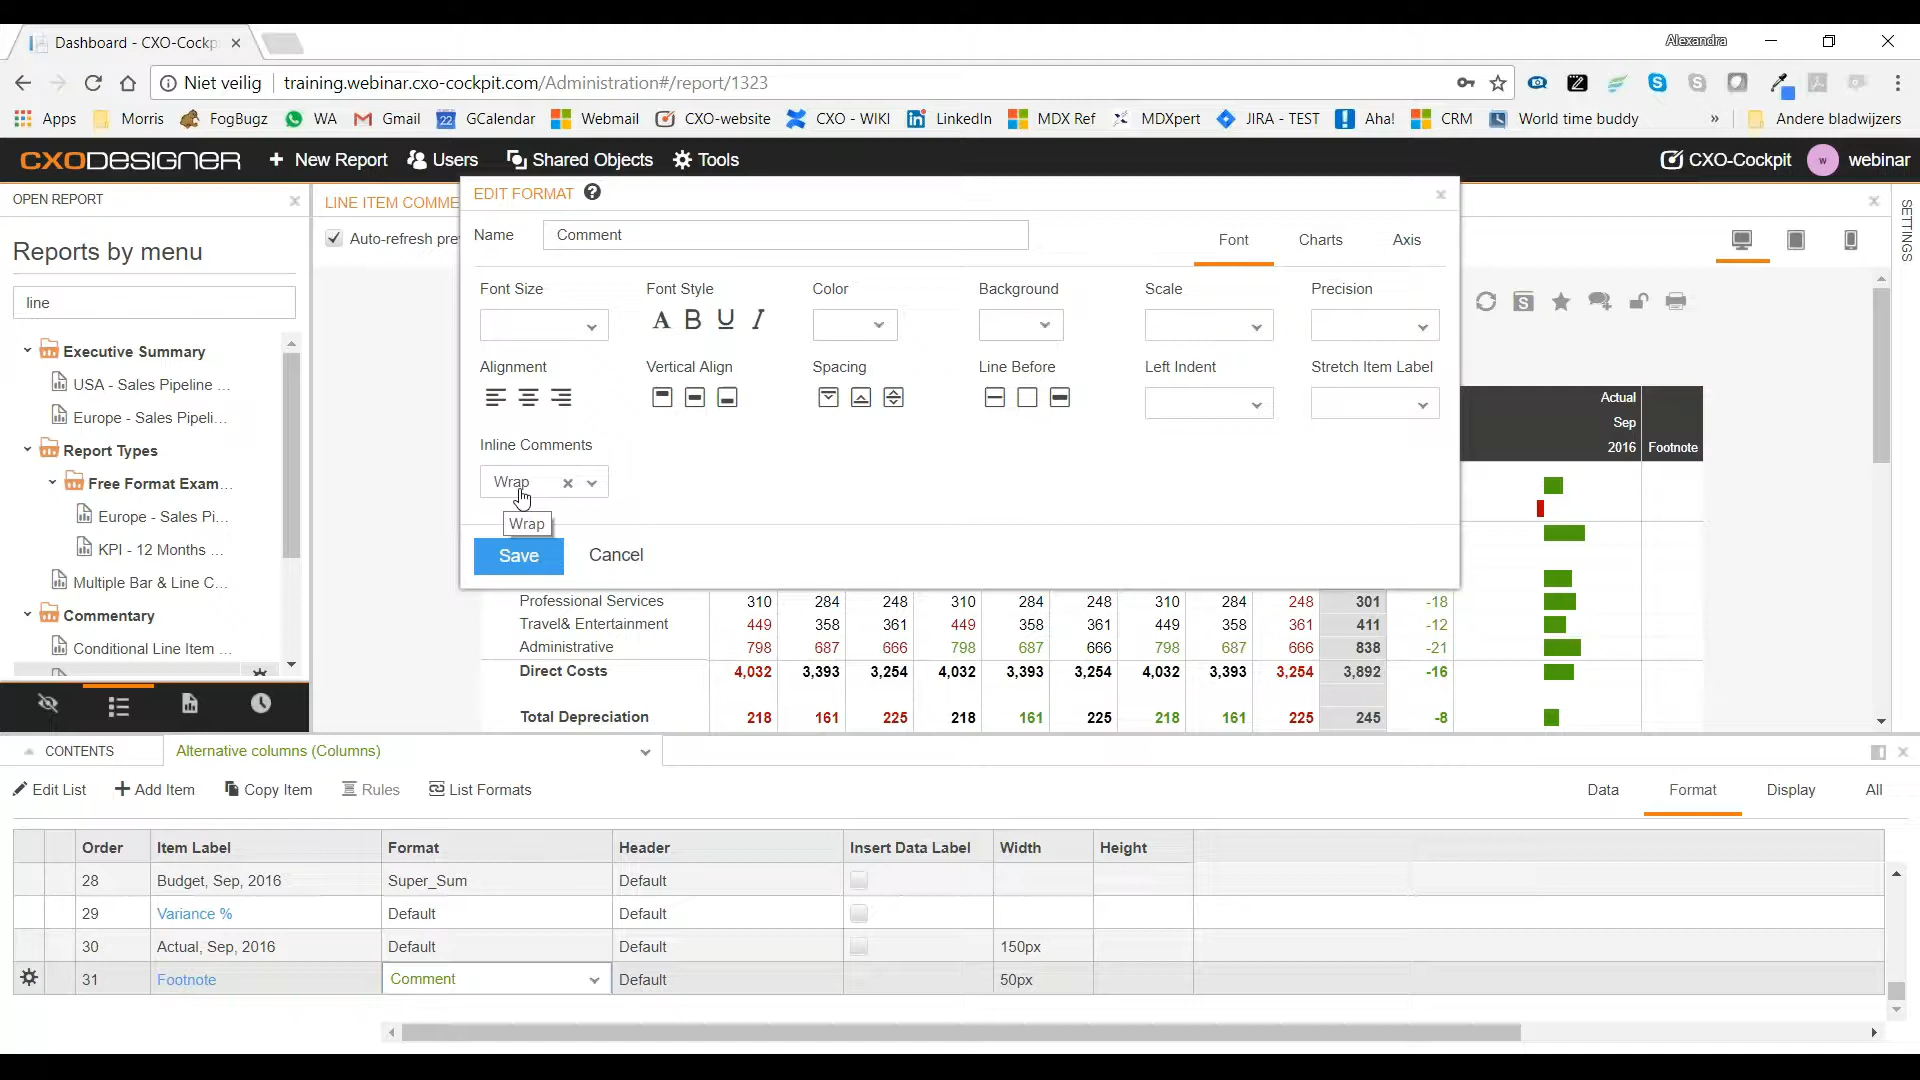 Dashboard - CXO-Cockp
Alexandra
Niet veilig training.webinar.cxo-cockpit.com/Administration#/report/1323
Apps Morris FogBugz WA Gmail 22 GCalendar Webmail CXO-website CXO - WIKI LinkedIn MDX Ref MDXpert JIRA - TEST Aha! CRM World time buddy » Andere bladwijzers
CXODESIGNER + New Report Users Shared Objects Tools CXO-Cockpit w webinar
OPEN REPORT
Reports by menu
line
Executive Summary
USA - Sales Pipeline ...
Europe - Sales Pipeli...
Report Types
Free Format Exam...
Europe - Sales Pi...
KPI - 12 Months ...
Multiple Bar & Line C...
Commentary
Conditional Line Item ...
LINE ITEM COMME
Auto-refresh pre
SETTINGS
EDIT FORMAT ?
Name Comment
Font Charts Axis
Font Size Font Style Color Background Scale Precision
A B U I
Alignment Vertical Align Spacing Line Before Left Indent Stretch Item Label
Inline Comments
Wrap
Wrap
Save Cancel
S
Actual
Sep
2016 Footnote
Professional Services 310 284 248 310 284 248 310 284 248 301 -18
Travel& Entertainment 449 358 361 449 358 361 449 358 361 411 -12
Administrative 798 687 666 798 687 666 798 687 666 838 -21
Direct Costs 4,032 3,393 3,254 4,032 3,393 3,254 4,032 3,393 3,254 3,892 -16
Total Depreciation 218 161 225 218 161 225 218 161 225 245 -8
CONTENTS Alternative columns (Columns)
Edit List + Add Item Copy Item Rules List Formats Data Format Display All
Order Item Label Format Header Insert Data Label Width Height
28 Budget, Sep, 2016 Super_Sum Default
29 Variance % Default Default
30 Actual, Sep, 2016 Default Default 150px
31 Footnote Comment Default 50px